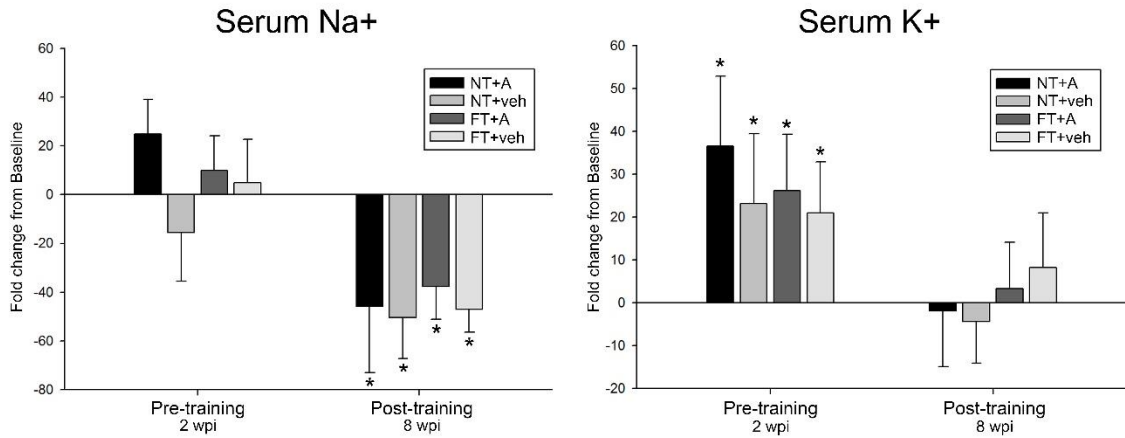 Serum Na+
Fold change from Baseline
60
40
20
0
-20
-40
-60
-80
NT+A
NT+veh
FT+A
FT+veh
* * * *
Pre-training
2 wpi
Post-training
8 wpi
Serum K+
Fold change from Baseline
60
50
40
30
20
10
0
-10
-20
NT+A
NT+veh
FT+A
FT+veh
* * * *
Pre-training
2 wpi
Post-training
8 wpi